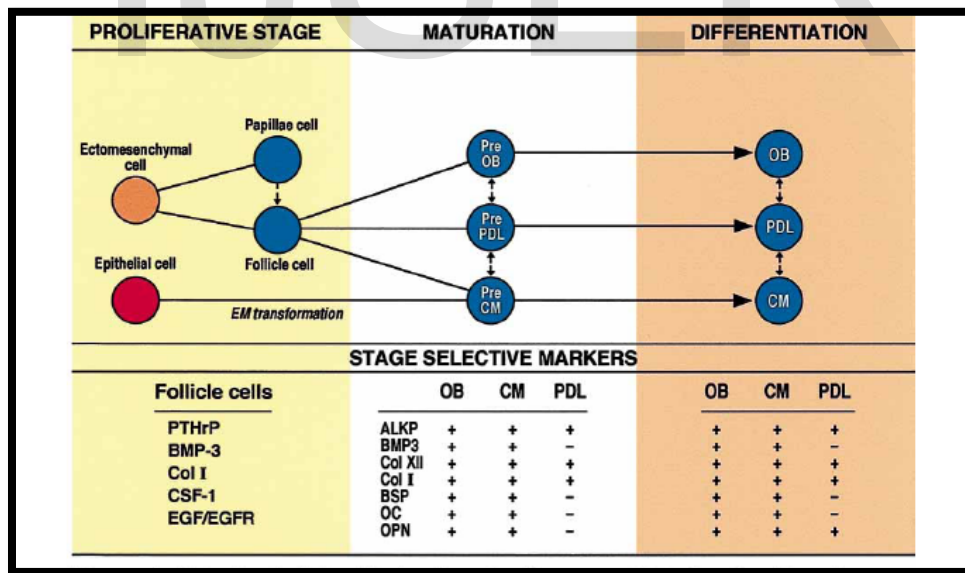 PROLIFERATIVE STAGE MATURATION DIFFERENTIATION
Papillae cell
Ectomesenchymal
cell
Pre
OB
OB
Pre
PDL
PDL
Follicle cell
Epithelial cell
Pre
CM
CM
EM transformation
STAGE SELECTIVE MARKERS
Follicle cells OB CM PDL OB CM PDL
PTHrP ALKP + + + + + +
BMP-3 BMP3 + + – + + –
Col I Col XII + + + + + +
CSF-1 Col I + + + + + +
EGF/EGFR BSP + + – + + –
OC + + – + + –
OPN + + – + + +